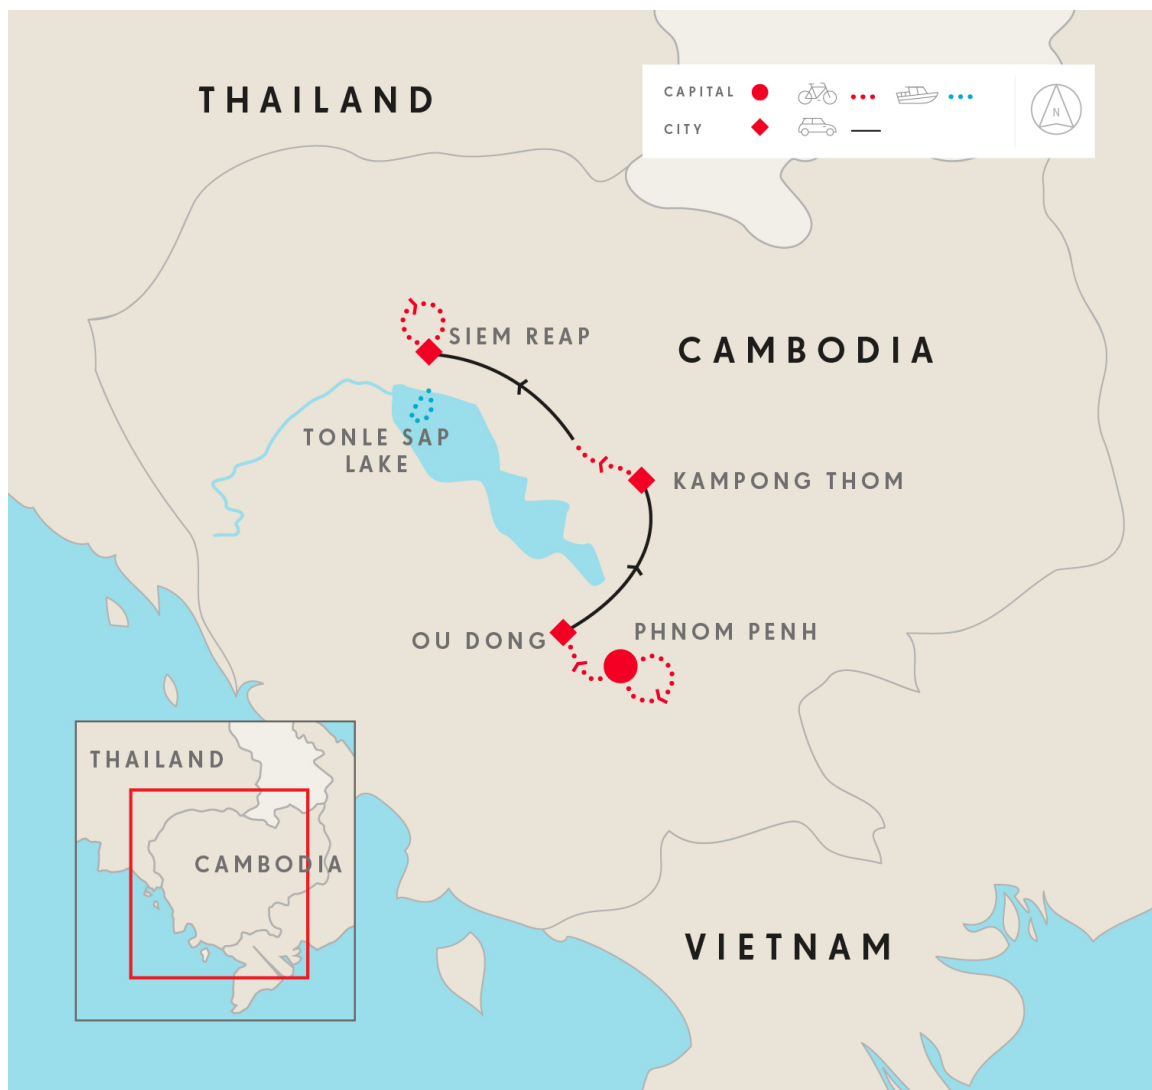 THAILAND
CAPITAL
CITY
N
SIEM REAP
CAMBODIA
TONLE SAP
LAKE
KAMPONG THOM
OU DONG
PHNOM PENH
THAILAND
CAMBODIA
VIETNAM